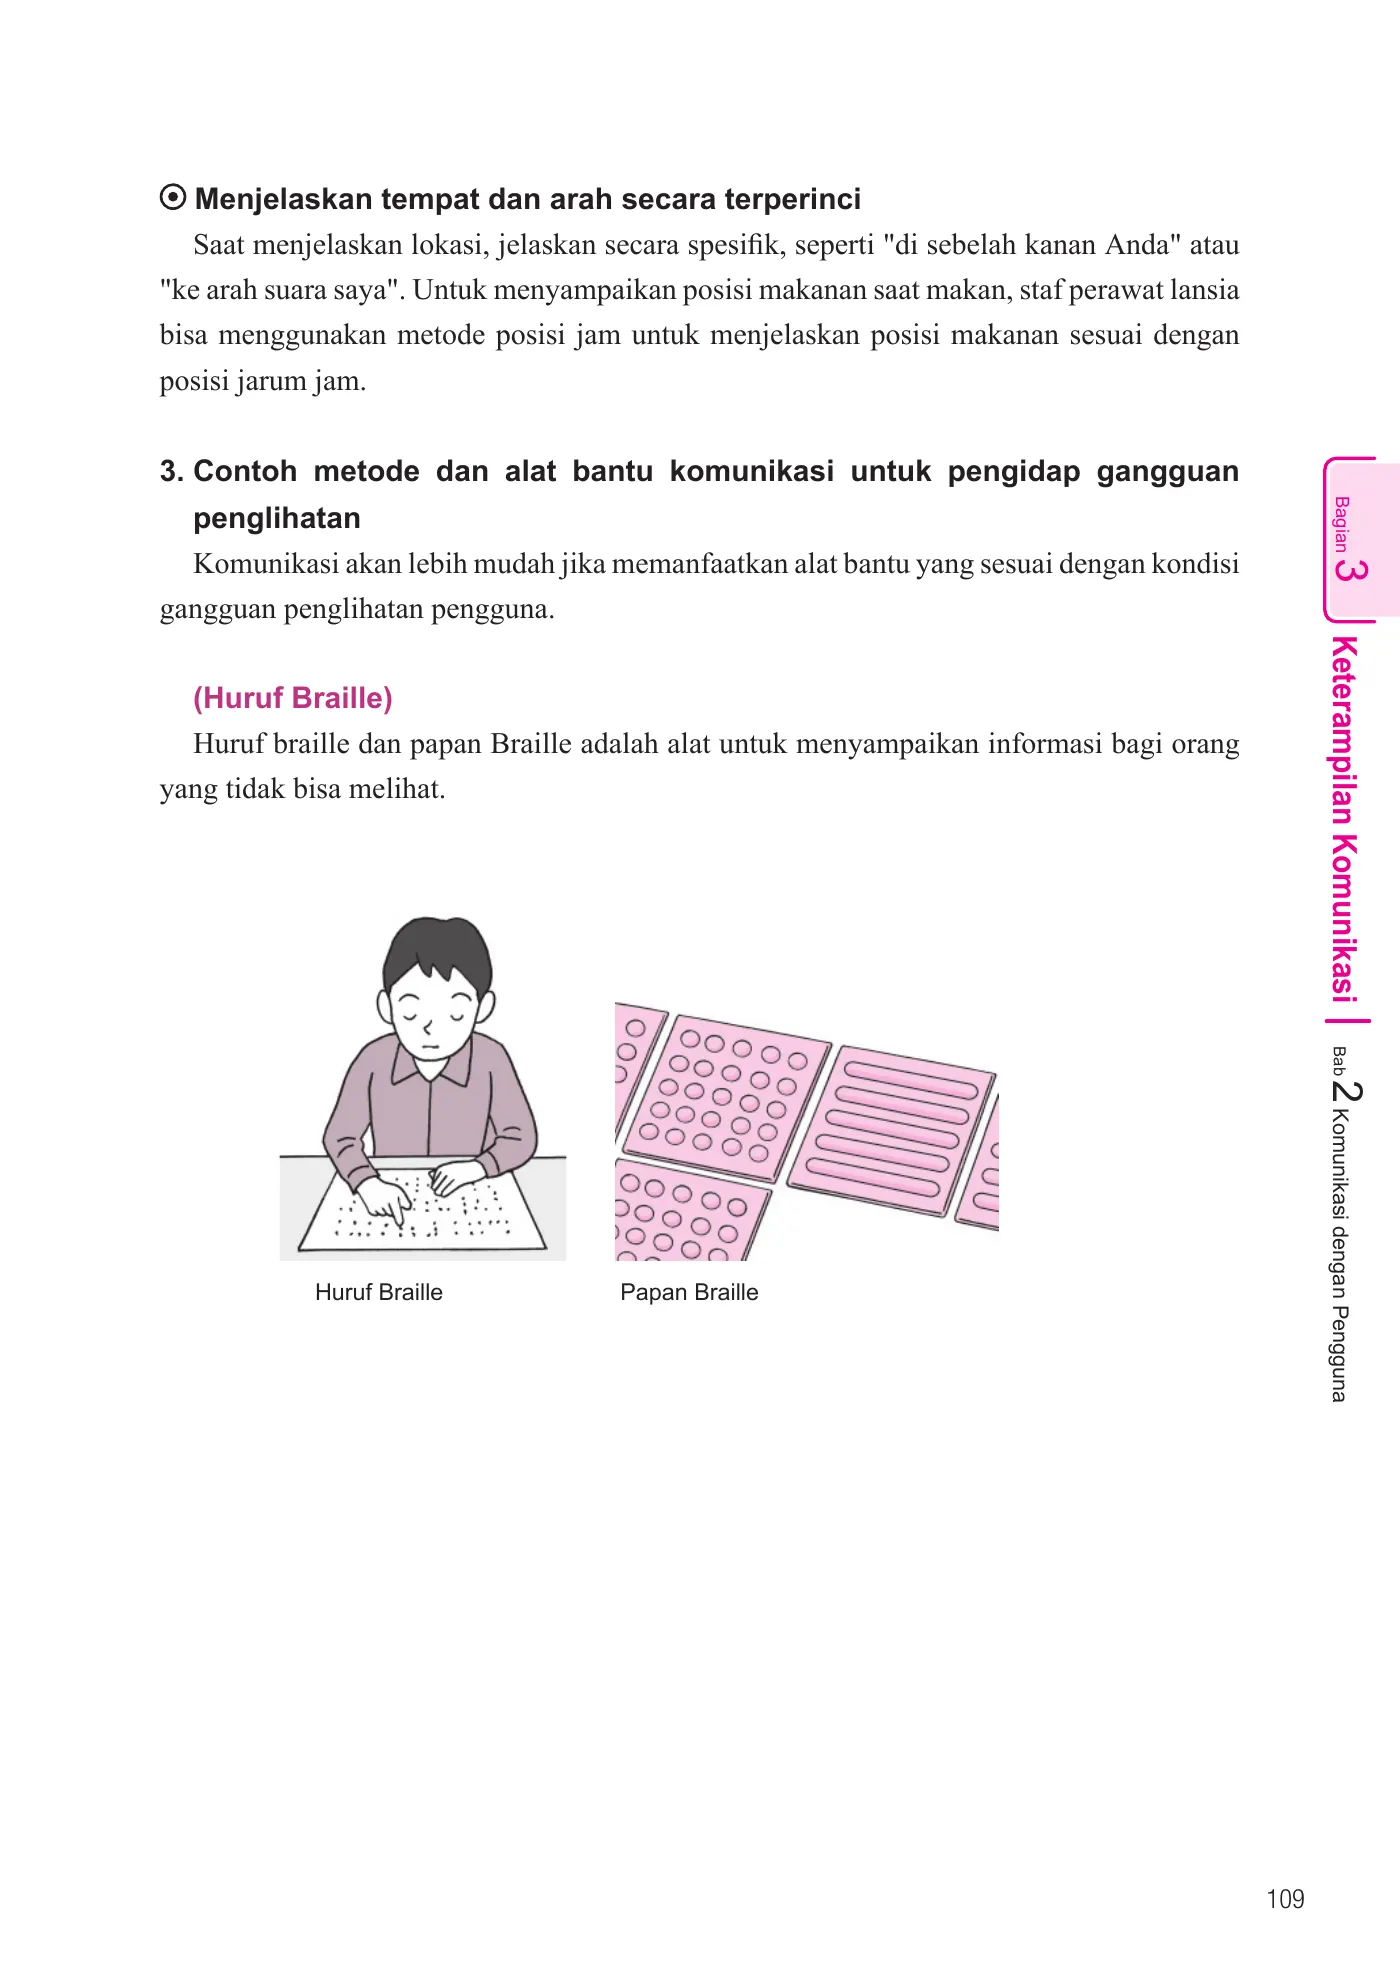 Menjelaskan tempat dan arah secara terperinci
Saat menjelaskan lokasi, jelaskan secara spesifik, seperti "di sebelah kanan Anda" atau
"ke arah suara saya". Untuk menyampaikan posisi makanan saat makan, staf perawat lansia
bisa menggunakan metode posisi jam untuk menjelaskan posisi makanan sesuai dengan
posisi jarum jam.
3. Contoh metode dan alat bantu komunikasi untuk pengidap gangguan
penglihatan
Komunikasi akan lebih mudah jika memanfaatkan alat bantu yang sesuai dengan kondisi
gangguan penglihatan pengguna.
(Huruf Braille)
Huruf braille dan papan Braille adalah alat untuk menyampaikan informasi bagi orang
yang tidak bisa melihat.
Huruf Braille
Papan Braille
Bagian 3
Keterampilan Komunikasi
Bab 2 Komunikasi dengan Pengguna
109